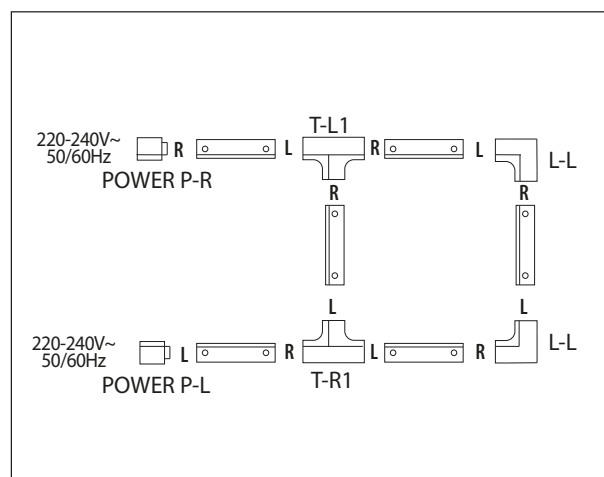 T-L1
220-240V~
50/60Hz
R
L
R
L
L-L
POWER P-R
R
R
L
L
220-240V~
50/60Hz
L
R
L
R
L-L
POWER P-L
T-R1